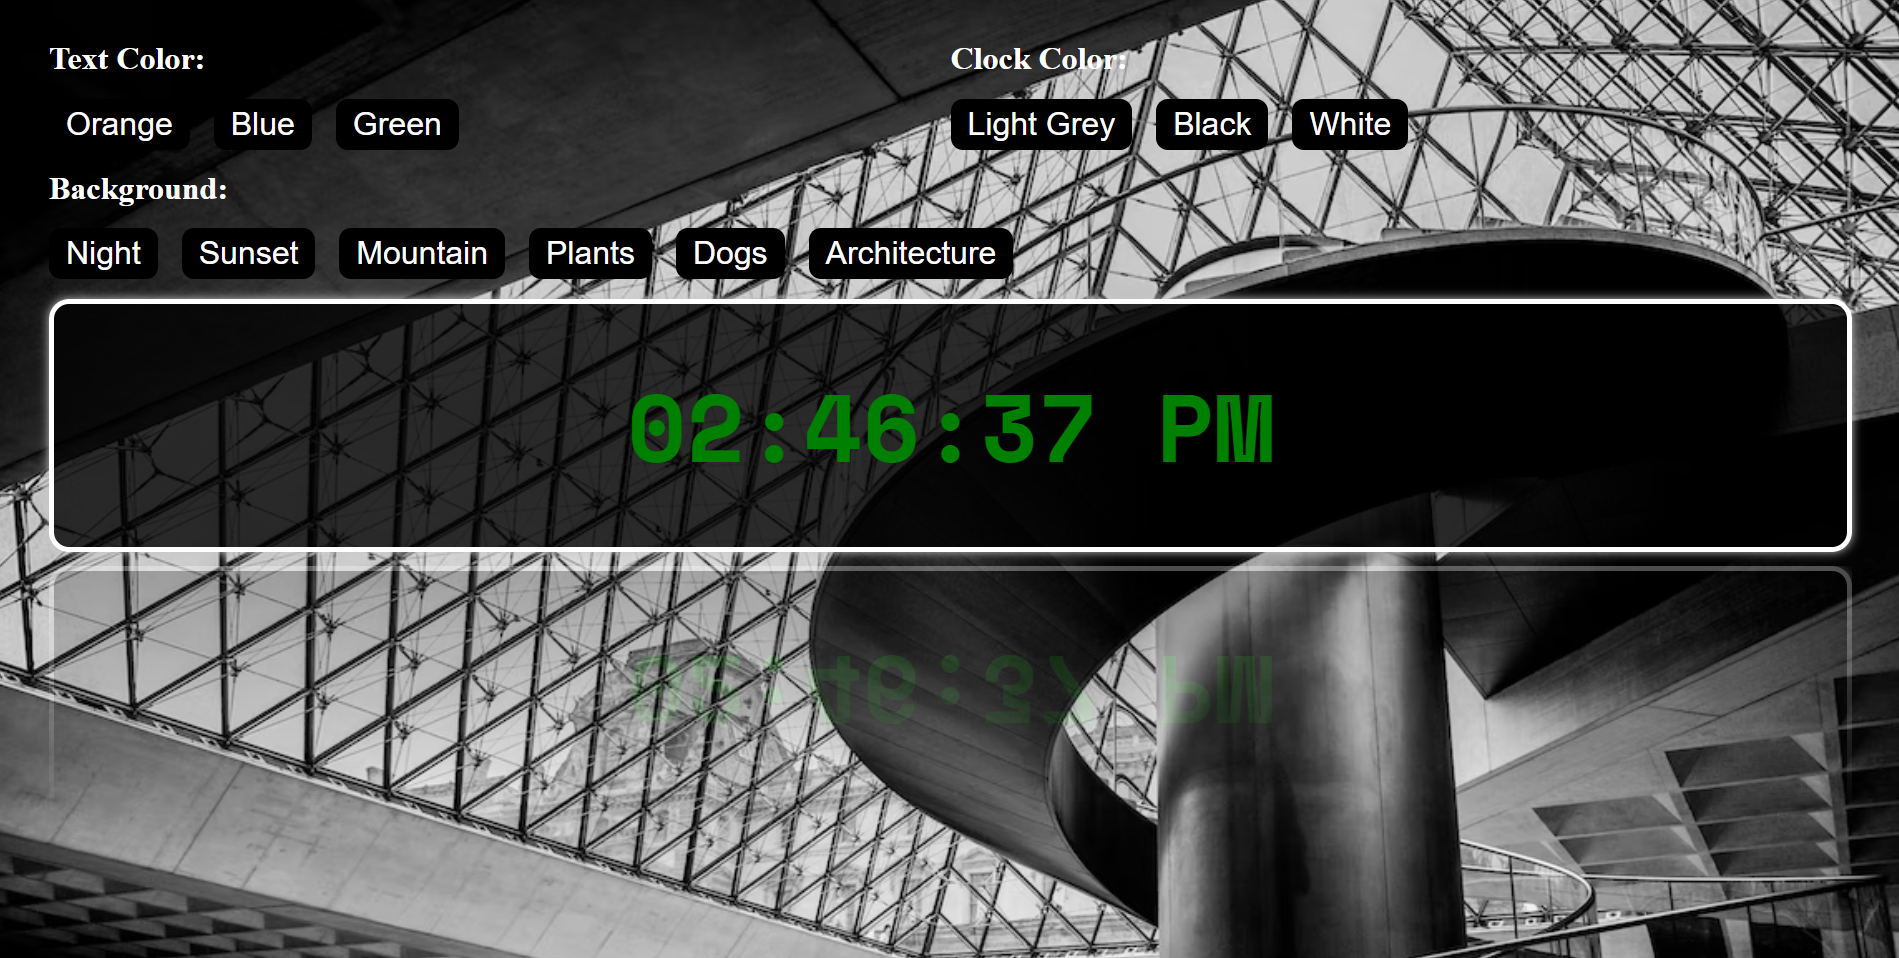 Text Color:
Orange Blue Green
Clock Color:
Light Grey Black White
Background:
Night Sunset Mountain Plants Dogs Architecture
02:46:37 PM